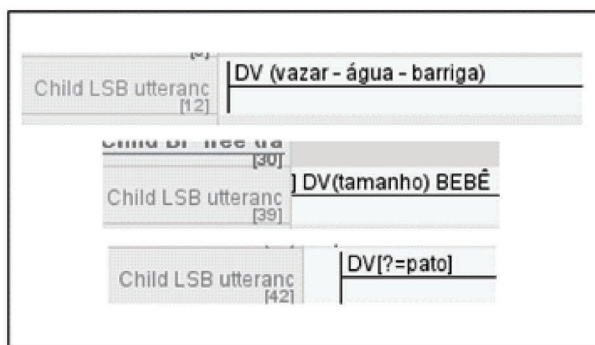 DV (vazar - água - barriga)
Child LSB utteranc
[12]
[30]
] DV(tamanho) BEBÊ
Child LSB utteranc
[39]
DV[?=pato]
Child LSB utteranc
[42]